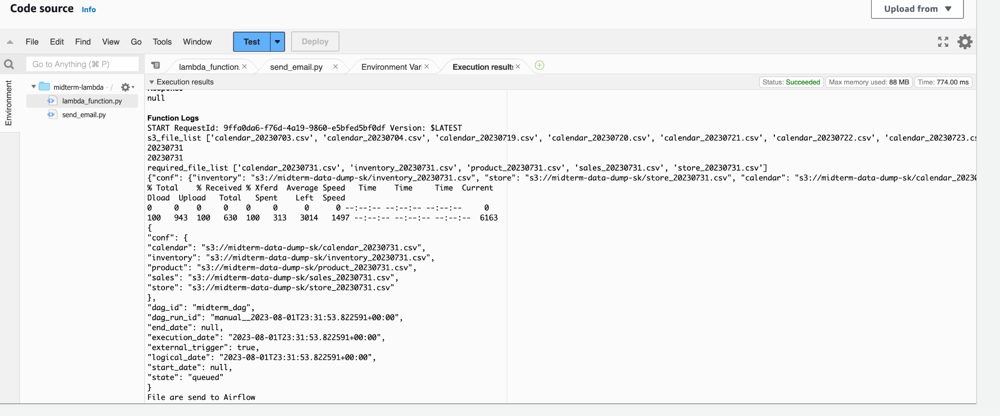 Code source Info
Upload from
File Edit Find View Go Tools Window Test Deploy
Go to Anything (⌘ P)
lambda_function.
send_email.py
Environment Var
Execution results
Execution results
Status: Succeeded
Max memory used: 88 MB
Time: 774.00 ms
Environment
midterm-lambda - /
lambda_function.py
send_email.py
Response
null
Function Logs
START RequestId: 9ffa0da6-f76d-4a19-9860-e5bfed5bf0df Version: $LATEST
s3_file_list ['calendar_20230703.csv', 'calendar_20230704.csv', 'calendar_20230719.csv', 'calendar_20230720.csv', 'calendar_20230721.csv', 'calendar_20230722.csv', 'calendar_20230723.cs
20230731
20230731
required_file_list ['calendar_20230731.csv', 'inventory_20230731.csv', 'product_20230731.csv', 'sales_20230731.csv', 'store_20230731.csv']
{"conf": {"inventory": "s3://midterm-data-dump-sk/inventory_20230731.csv", "store": "s3://midterm-data-dump-sk/store_20230731.csv", "calendar": "s3://midterm-data-dump-sk/calendar_2023
% Total % Received % Xferd Average Speed Time Time Time Current
Dload Upload Total Spent Left Speed
0 0 0 0 0 0 0 0 --:--:-- --:--:-- --:--:-- 0
100 943 100 630 100 313 3014 1497 --:--:-- --:--:-- --:--:-- 6163
{
"conf": {
"calendar": "s3://midterm-data-dump-sk/calendar_20230731.csv",
"inventory": "s3://midterm-data-dump-sk/inventory_20230731.csv",
"product": "s3://midterm-data-dump-sk/product_20230731.csv",
"sales": "s3://midterm-data-dump-sk/sales_20230731.csv",
"store": "s3://midterm-data-dump-sk/store_20230731.csv"
},
"dag_id": "midterm_dag",
"dag_run_id": "manual__2023-08-01T23:31:53.822591+00:00",
"end_date": null,
"execution_date": "2023-08-01T23:31:53.822591+00:00",
"external_trigger": true,
"logical_date": "2023-08-01T23:31:53.822591+00:00",
"start_date": null,
"state": "queued"
}
File are send to Airflow